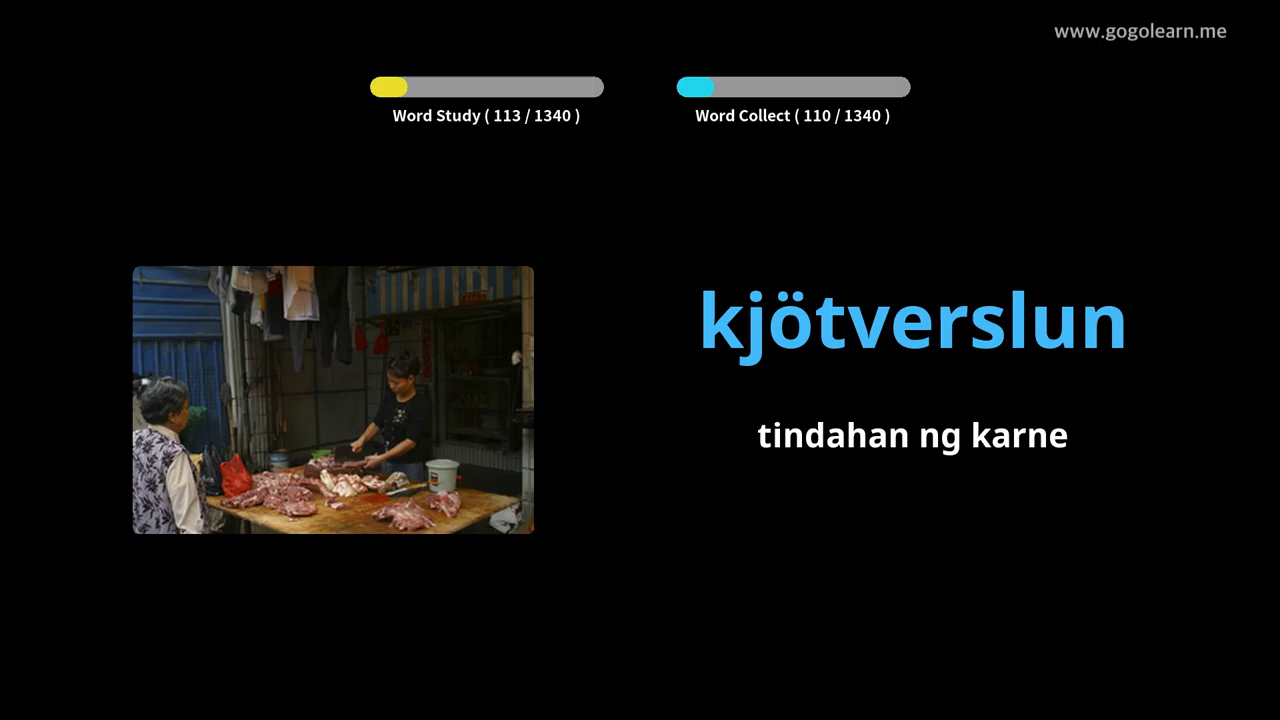 www.gogolearn.me
Word Study ( 113 / 1340 )
Word Collect ( 110 / 1340 )
kjötverslun
tindahan ng karne